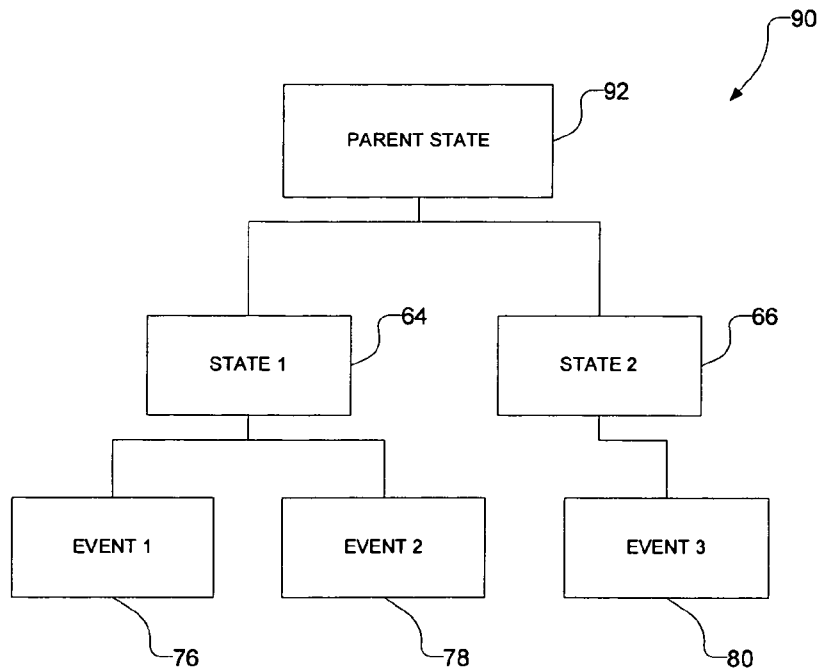 90
92
PARENT STATE
64
66
STATE 1
STATE 2
EVENT 1
EVENT 2
EVENT 3
76
78
80